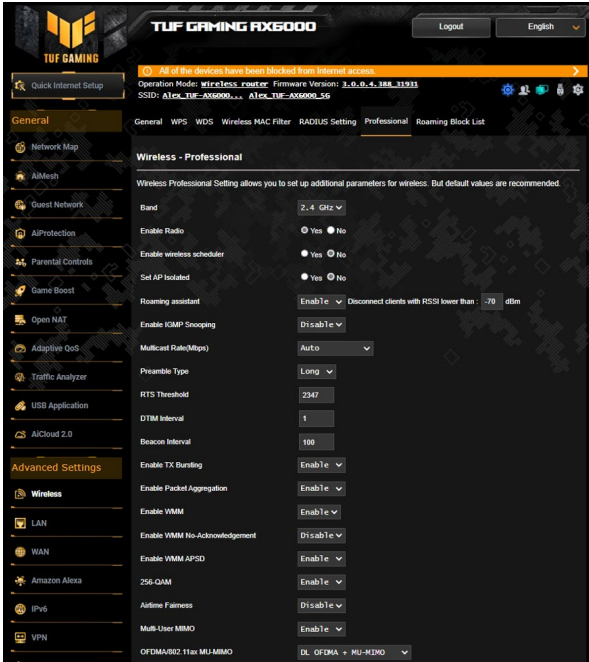 TUF GAMING
TUF GAMING AX6000
Logout
English
All of the devices have been blocked from Internet access.
Quick Internet Setup
Operation Mode: Wireless router Firmware Version: 3.0.0.4.388_31931
SSID: Alex_TUF-AX6000... Alex_TUF-AX6000_5G
General
General WPS WDS Wireless MAC Filter RADIUS Setting Professional Roaming Block List
Network Map
AiMesh
Guest Network
AiProtection
Parental Controls
Game Boost
Open NAT
Adaptive QoS
Traffic Analyzer
USB Application
AiCloud 2.0
Advanced Settings
Wireless
LAN
WAN
Amazon Alexa
IPv6
VPN
Wireless - Professional
Wireless Professional Setting allows you to set up additional parameters for wireless. But default values are recommended.
Band 2.4 GHz
Enable Radio Yes No
Enable wireless scheduler Yes No
Set AP Isolated Yes No
Roaming assistant Enable Disconnect clients with RSSI lower than : -70 dBm
Enable IGMP Snooping Disable
Multicast Rate(Mbps) Auto
Preamble Type Long
RTS Threshold 2347
DTIM Interval 1
Beacon Interval 100
Enable TX Bursting Enable
Enable Packet Aggregation Enable
Enable WMM Enable
Enable WMM No-Acknowledgement Disable
Enable WMM APSD Enable
256-QAM Enable
Airtime Fairness Disable
Multi-User MIMO Enable
OFDMA/802.11ax MU-MIMO DL OFDMA + MU-MIMO